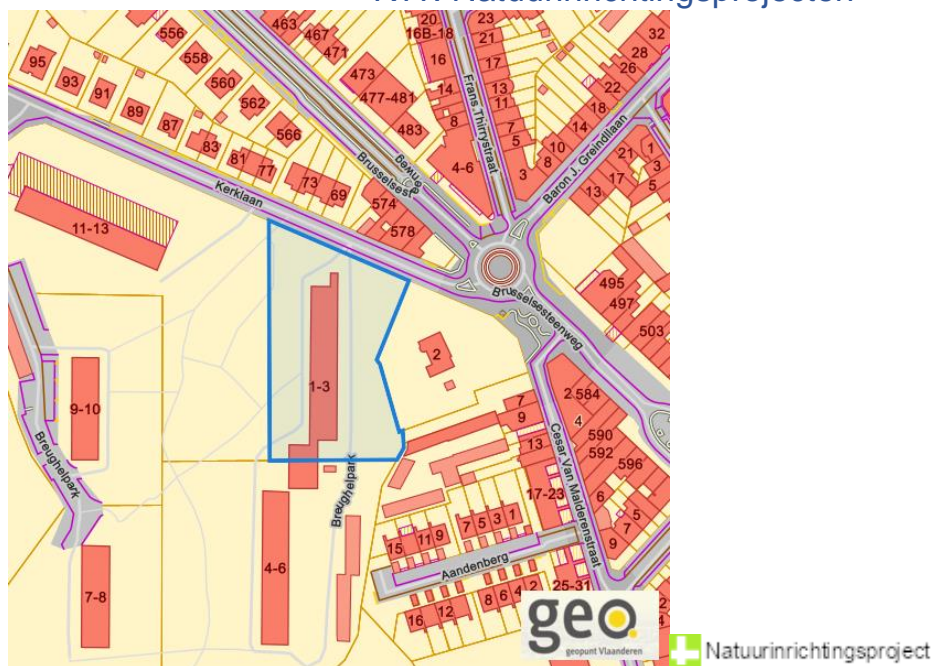 Natuurinrichtingsprojecten
463 467 471
556 558 560 562 566
95 93 91 89 87 83 81 77 73 69
473 477-481 483
574 578
20 16B-18 16 14 8 4-6
23 21 17 13 11 7 5 3
32 28 26 22 18 14 10 8
21 17 13 1 3 5
Brusselsest
eenweg
Frans Thirrystraat
Baron J. Greindllaan
Kerklaan
11-13
Brusselsesteenweg
495 497 503
1-3
2
9-10
Breughelpark
Breughelpark
7 9 13 17-23
2 584 4 590 592 596 6 5 7 9
Cesar Van Malderenstraat
4-6
7-8
15 11 9 7 5 3 1
Aandenberg
16 12 8 6 4 2 25-31
2
4
geo.
geopunt Vlaanderen
Natuurinrichtingsproject